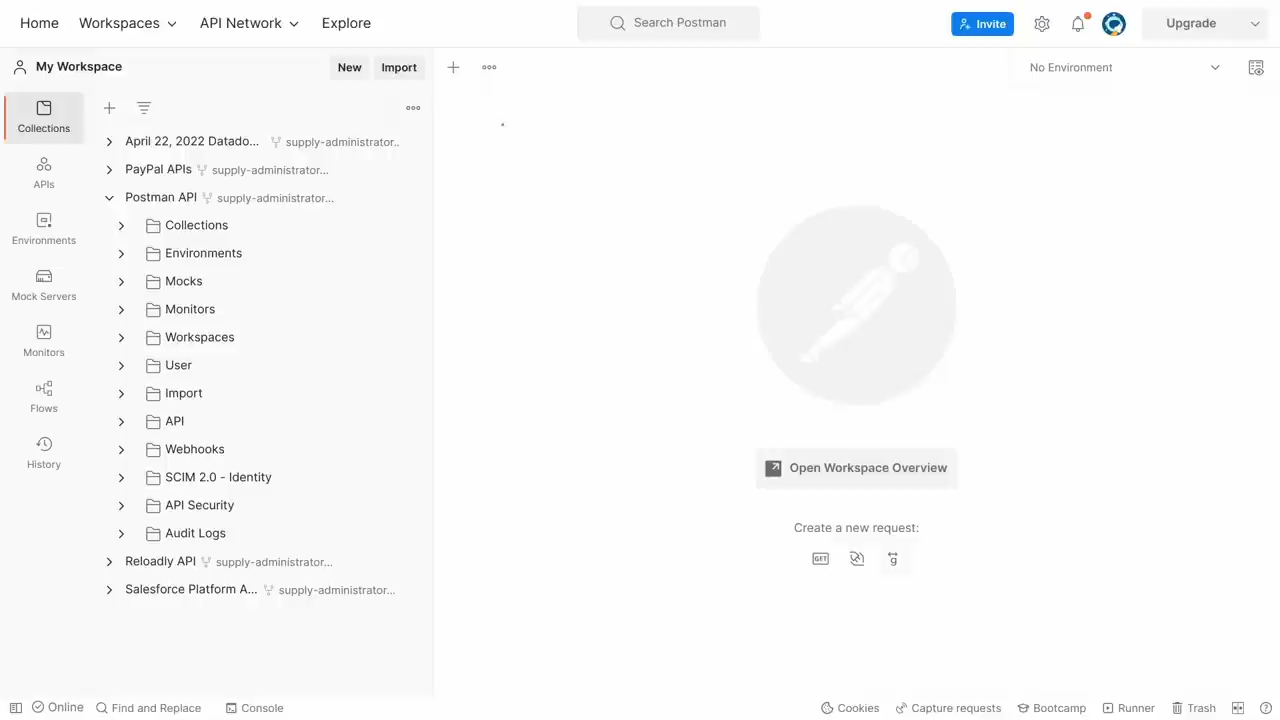 Home Workspaces API Network Explore Search Postman Invite Upgrade
My Workspace New Import No Environment
Collections
APIs
Environments
Mock Servers
Monitors
Flows
History
April 22, 2022 Datado... supply-administrator..
PayPal APIs supply-administrator...
Postman API supply-administrator...
Collections
Environments
Mocks
Monitors
Workspaces
User
Import
API
Webhooks
SCIM 2.0 - Identity
API Security
Audit Logs
Reloadly API supply-administrator...
Salesforce Platform A... supply-administrator...
Open Workspace Overview
Create a new request:
GET
g
Online Find and Replace Console Cookies Capture requests Bootcamp Runner Trash